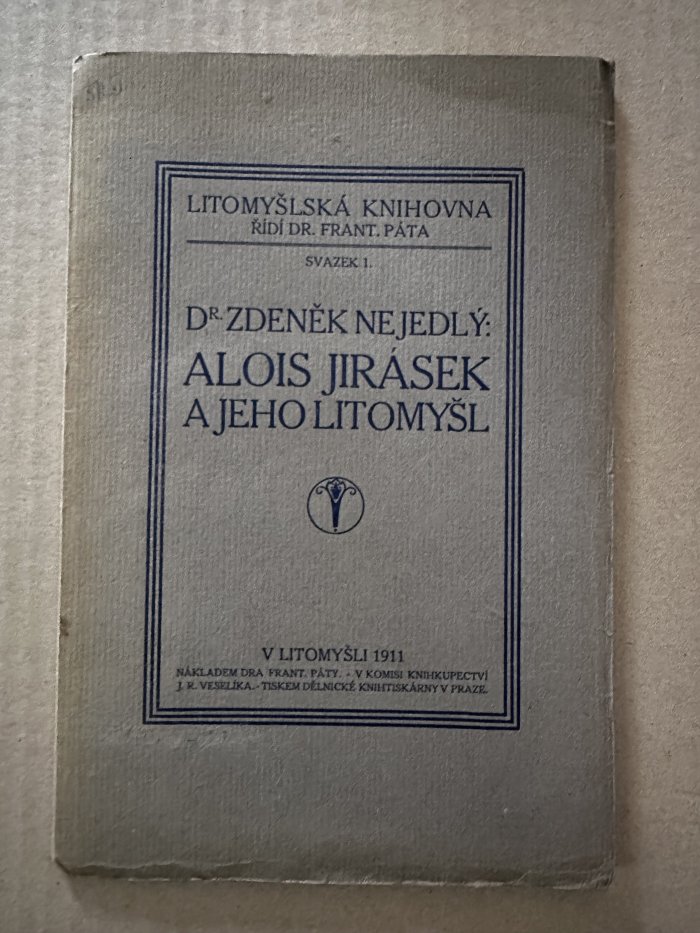 LITOMYŠLSKÁ KNIHOVNA
ŘÍDÍ DR. FRANT. PÁTA
SVAZEK 1.
DR. ZDENĚK NEJEDLÝ:
ALOIS JIRÁSEK
A JEHO LITOMYŠL
V LITOMYŠLI 1911
NÁKLADEM DRA FRANT. PÁTY. - V KOMISI KNIHKUPECTVÍ
J. R. VESELÍKA. - TISKEM DĚLNICKÉ KNIHTISKÁRNY V PRAZE.